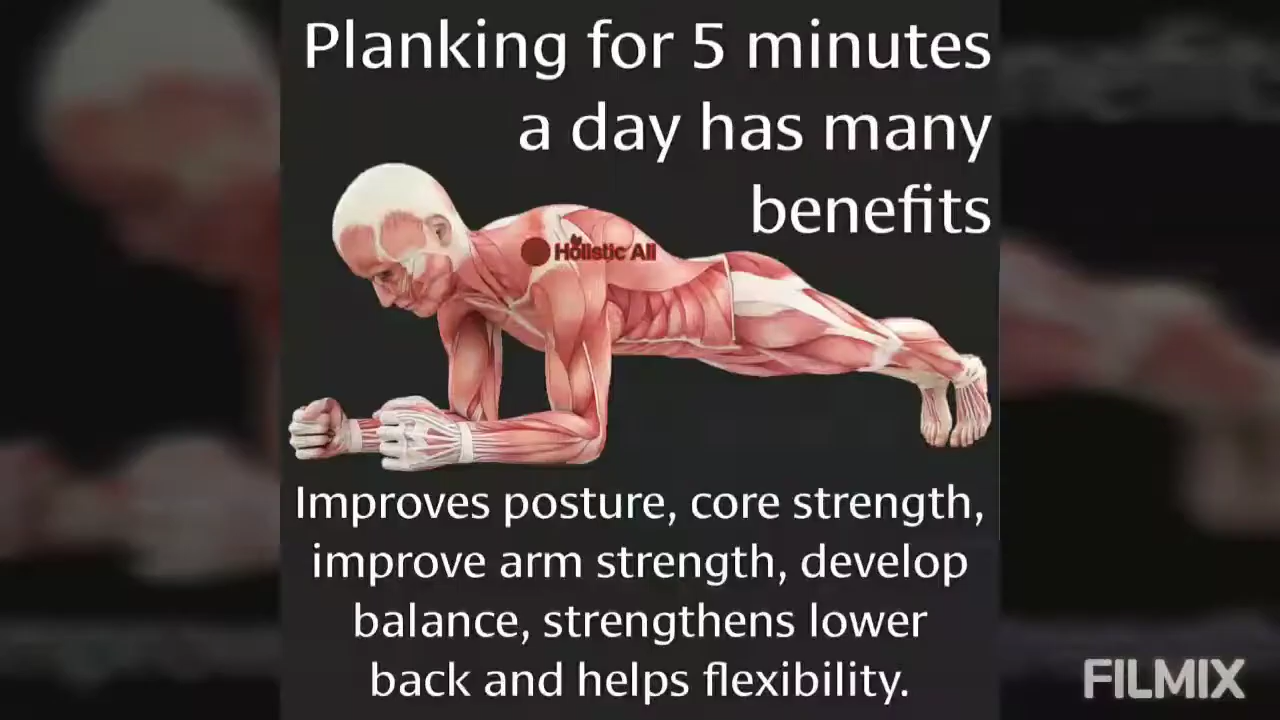 Planking for 5 minutes
a day has many
benefits
Holistic All
Improves posture, core strength,
improve arm strength, develop
balance, strengthens lower
back and helps flexibility.
FILMIX